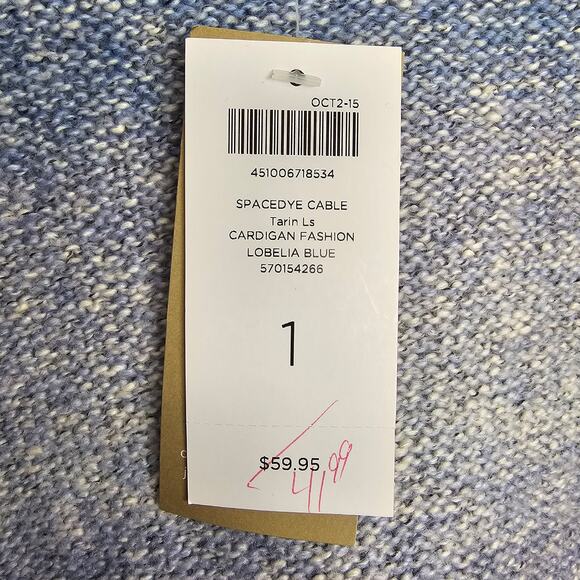 OCT2-15
451006718534
SPACEDYE CABLE
Tarin Ls
CARDIGAN FASHION
LOBELIA BLUE
570154266
1
$59.95
41.99